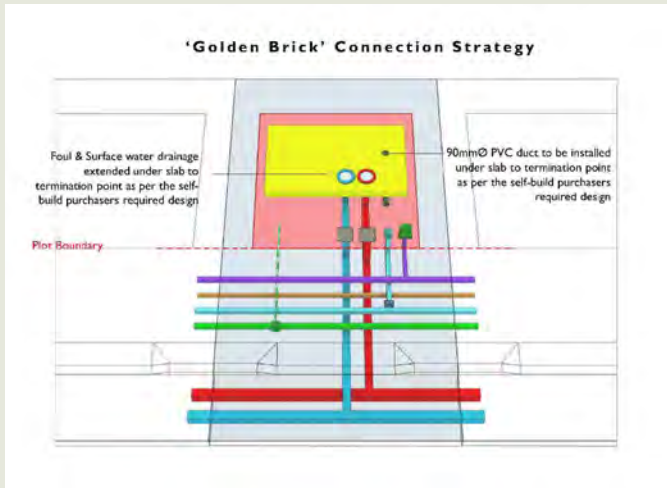 'Golden Brick' Connection Strategy
Foul & Surface water drainage
extended under slab to
termination point as per the self-
build purchasers required design
90mmØ PVC duct to be installed
under slab to termination point
as per the self-build purchasers
required design
Plot Boundary